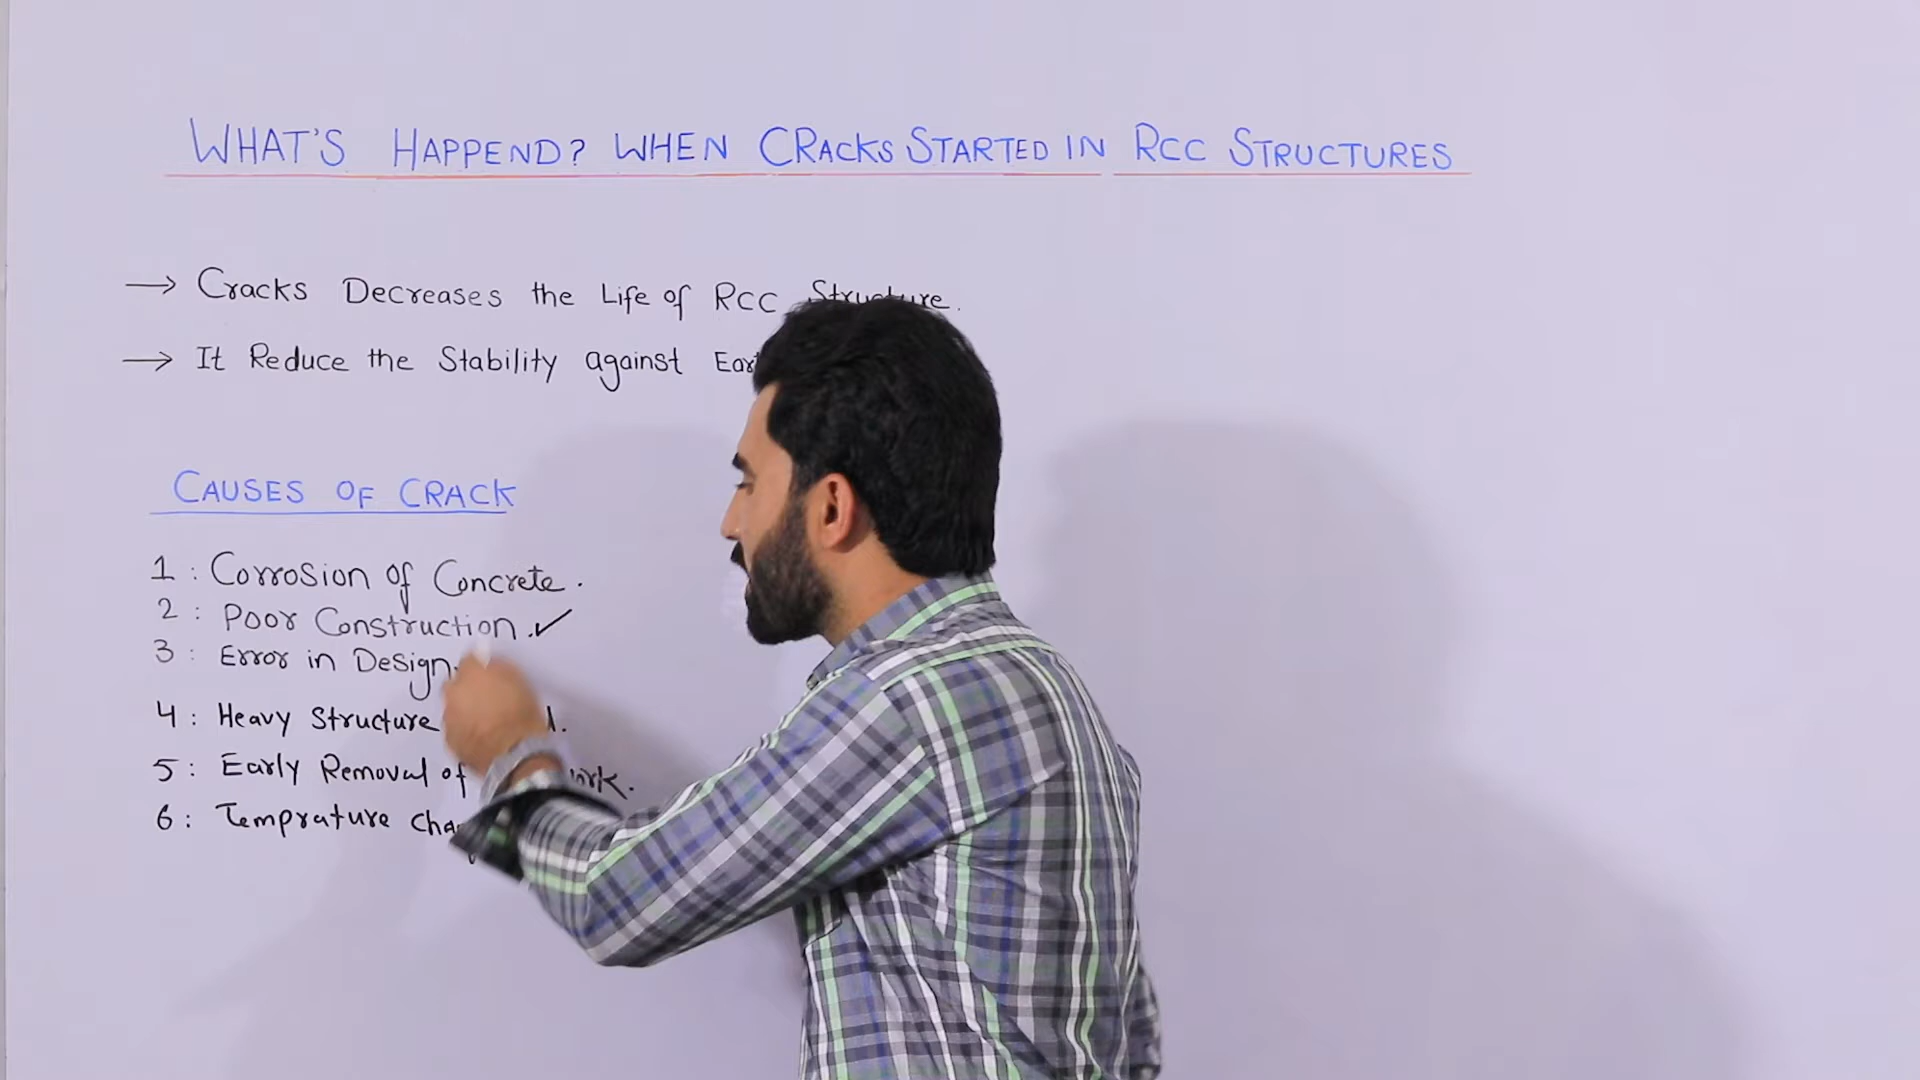 WHAT'S HAPPEND? WHEN CRACKS STARTED IN RCC STRUCTURES
→ Cracks Decreases the Life of RCC Structure.
→ It Reduce the Stability against
CAUSES OF CRACK
1 : Corrosion of Concrete.
2 : Poor Construction. ✓
3 : Error in Design.
4 : Heavy Structure
5 : Early Removal of
6 : Temprature